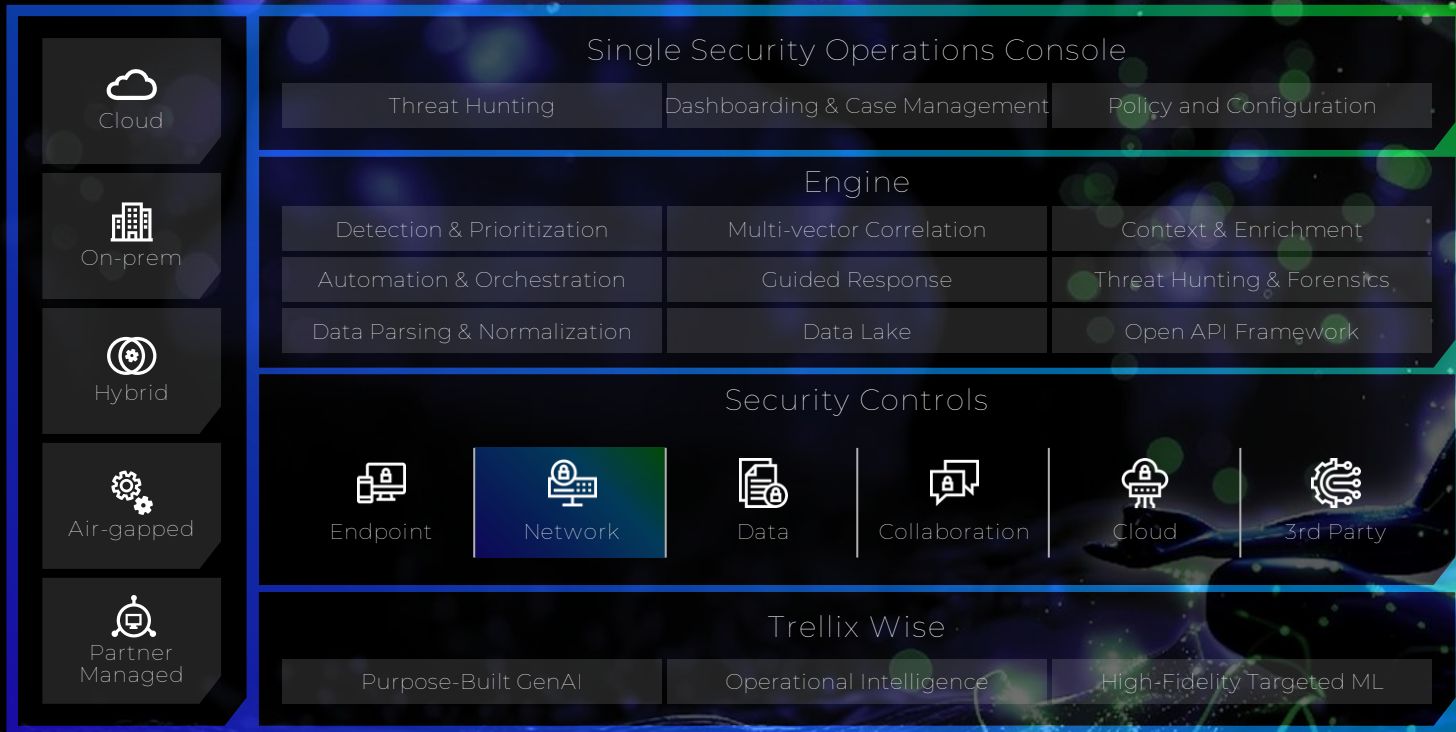 Cloud
On-prem
Hybrid
Air-gapped
Partner
Managed
Single Security Operations Console
Threat Hunting
Dashboarding & Case Management
Policy and Configuration
Engine
Detection & Prioritization
Multi-vector Correlation
Context & Enrichment
Automation & Orchestration
Guided Response
Threat Hunting & Forensics
Data Parsing & Normalization
Data Lake
Open API Framework
Security Controls
Endpoint
Network
Data
Collaboration
Cloud
3rd Party
Trellix Wise
Purpose-Built GenAI
Operational Intelligence
High-Fidelity Targeted ML